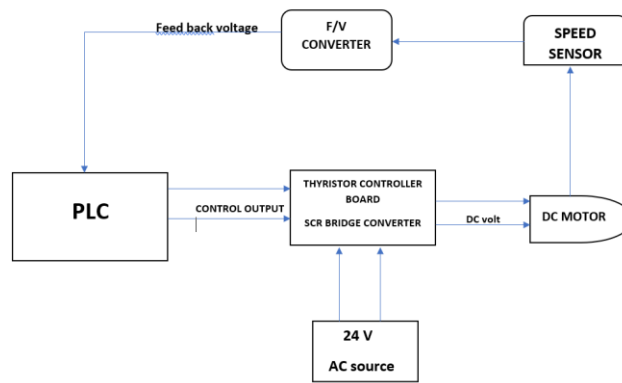 Feed back voltage
F/V
CONVERTER
SPEED
SENSOR
PLC
CONTROL OUTPUT
THYRISTOR CONTROLLER
BOARD
SCR BRIDGE CONVERTER
DC volt
DC MOTOR
24 V
AC source